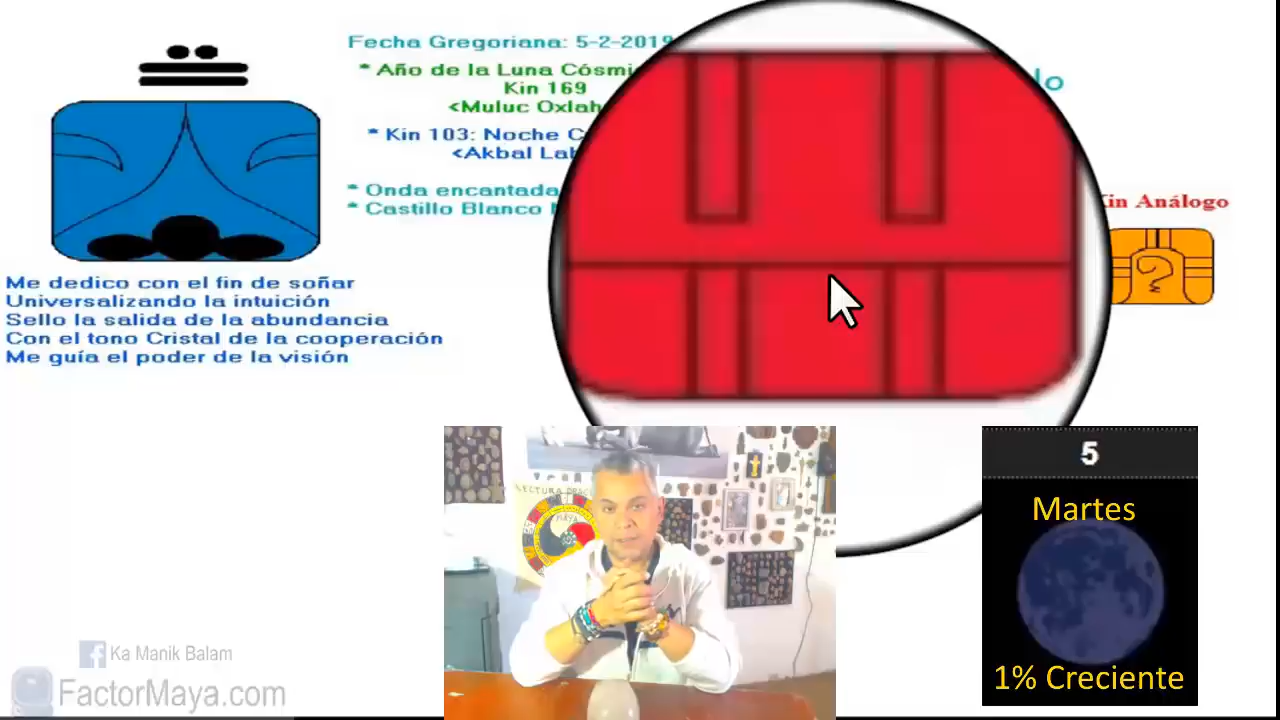 Fecha Gregoriana: 5-2-2019
* Año de la Luna
Kin 169
<Muluc
* Kin 103: Noche
<Akbal
* Onda encantada
* Castillo Blanco
Kin Análogo
Me dedico con el fin de soñar
Universalizando la intuición
Sello la salida de la abundancia
Con el tono Cristal de la cooperación
Me guía el poder de la visión
5
Martes
1% Creciente
LECTURA
MAYA
Ka Manik Balam
FactorMaya.com